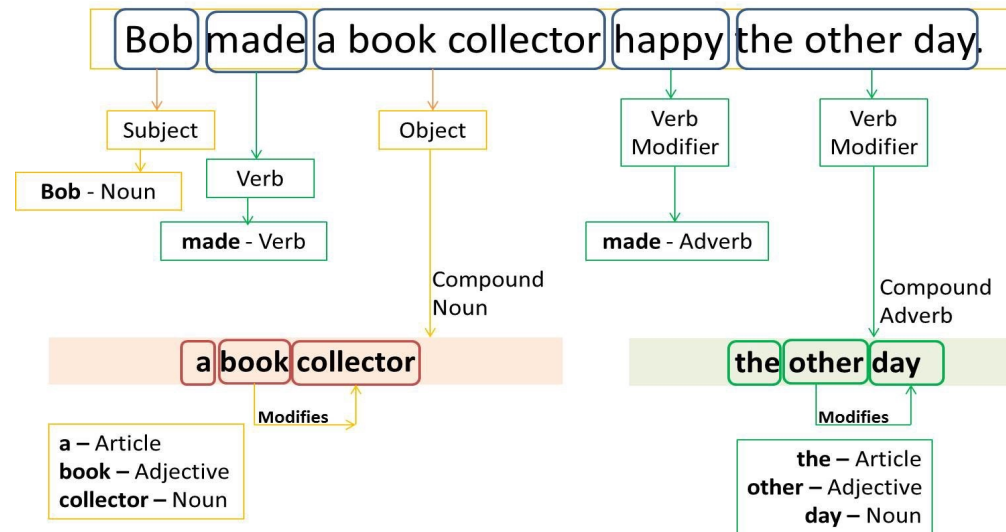 Bob made a book collector happy the other day.
Subject
Object
Verb
Modifier
Verb
Modifier
Bob - Noun
Verb
made - Verb
made - Adverb
Compound
Noun
Compound
Adverb
a book collector
the other day
Modifies
Modifies
a – Article
book – Adjective
collector – Noun
the – Article
other – Adjective
day – Noun